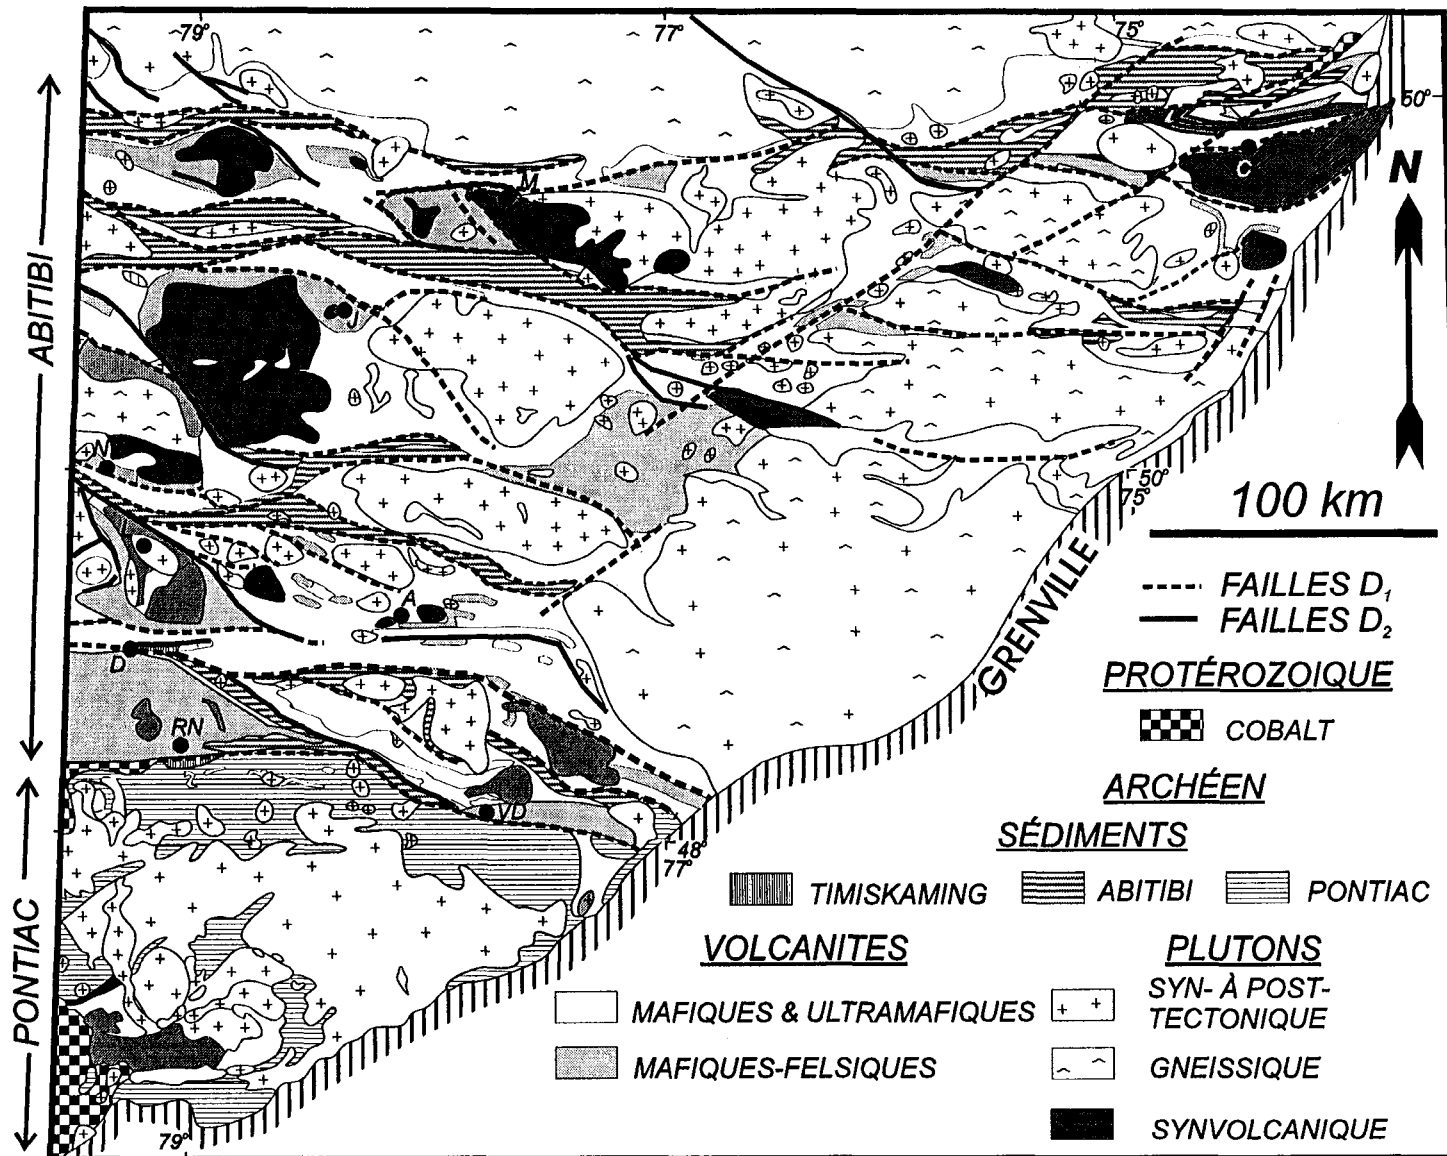 79°
77°
75°
50°
N
M
C
ABITIBI
J
N
A
D
RN
VD
50°
75°
48°
77°
PONTIAC
79°
GRENVILLE
100 km
FAILLES D1
FAILLES D2
PROTÉROZOIQUE
COBALT
ARCHÉEN
SÉDIMENTS
TIMISKAMING
ABITIBI
PONTIAC
VOLCANITES
MAFIQUES & ULTRAMAFIQUES
MAFIQUES-FELSIQUES
PLUTONS
SYN- À POST-
TECTONIQUE
GNEISSIQUE
SYNVOLCANIQUE